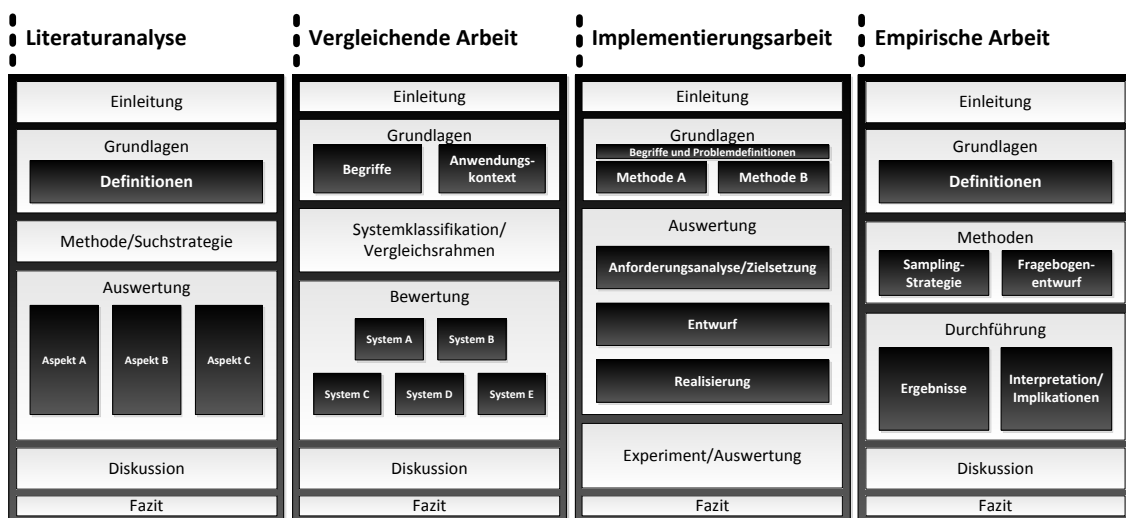 Literaturanalyse
Einleitung
Grundlagen
Definitionen
Methode/Suchstrategie
Auswertung
Aspekt A
Aspekt B
Aspekt C
Diskussion
Fazit
Vergleichende Arbeit
Einleitung
Grundlagen
Begriffe
Anwendungs-
kontext
Systemklassifikation/
Vergleichsrahmen
Bewertung
System A
System B
System C
System D
System E
Diskussion
Fazit
Implementierungsarbeit
Einleitung
Grundlagen
Begriffe und Problemdefinitionen
Methode A
Methode B
Auswertung
Anforderungsanalyse/Zielsetzung
Entwurf
Realisierung
Experiment/Auswertung
Fazit
Empirische Arbeit
Einleitung
Grundlagen
Definitionen
Methoden
Sampling-
Strategie
Fragebogen-
entwurf
Durchführung
Ergebnisse
Interpretation/
Implikationen
Diskussion
Fazit